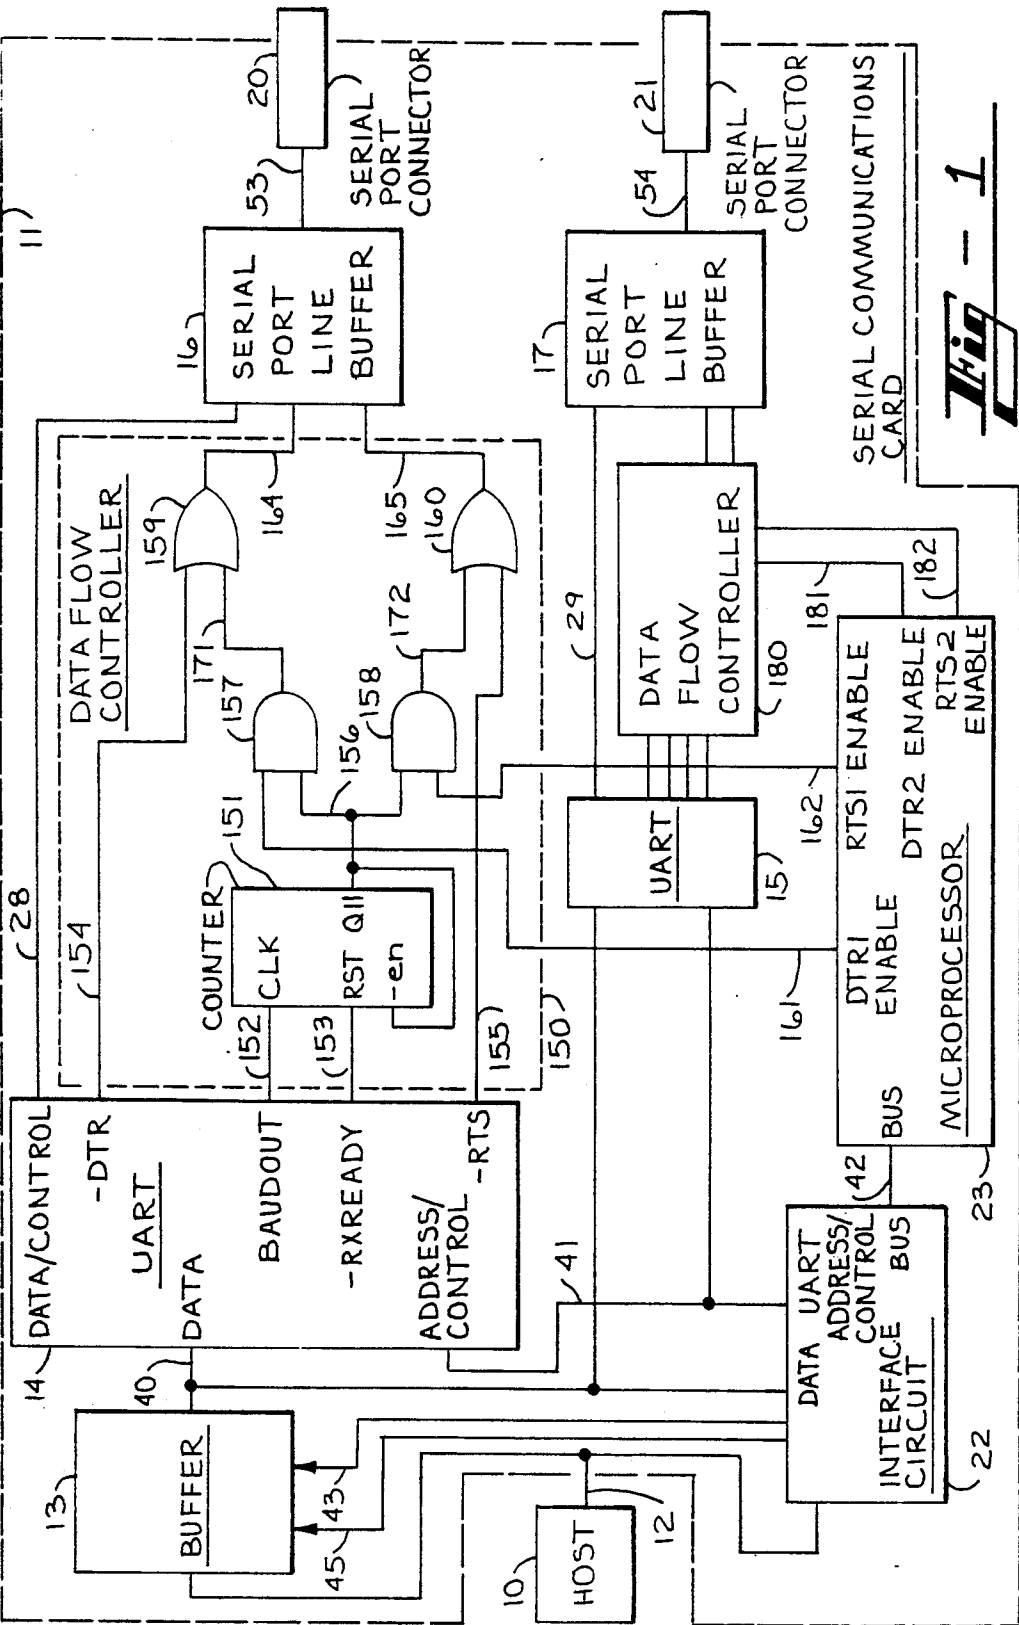 11
28
154
DATA FLOW
CONTROLLER
159
164
16
SERIAL
PORT
LINE
BUFFER
53
20
SERIAL
PORT
CONNECTOR
14
DATA/CONTROL
-DTR
UART
DATA
BAUDOUT
-RXREADY
ADDRESS/
CONTROL
-RTS
13
BUFFER
40
43
45
41
COUNTER
151
152
153
CLK
RST Q11
-en
155
150
156
157
158
171
172
165
160
10
HOST
12
UART
15
29
DATA
FLOW
CONTROLLER
180
181
182
17
SERIAL
PORT
LINE
BUFFER
54
21
SERIAL
PORT
CONNECTOR
161
162
DATA UART
ADDRESS/
CONTROL
INTERFACE BUS
CIRCUIT
22
42
BUS
DTR1
ENABLE
RTS1 ENABLE
DTR2 ENABLE
RTS2
ENABLE
MICROPROCESSOR
23
SERIAL COMMUNICATIONS
CARD
Fig - 1